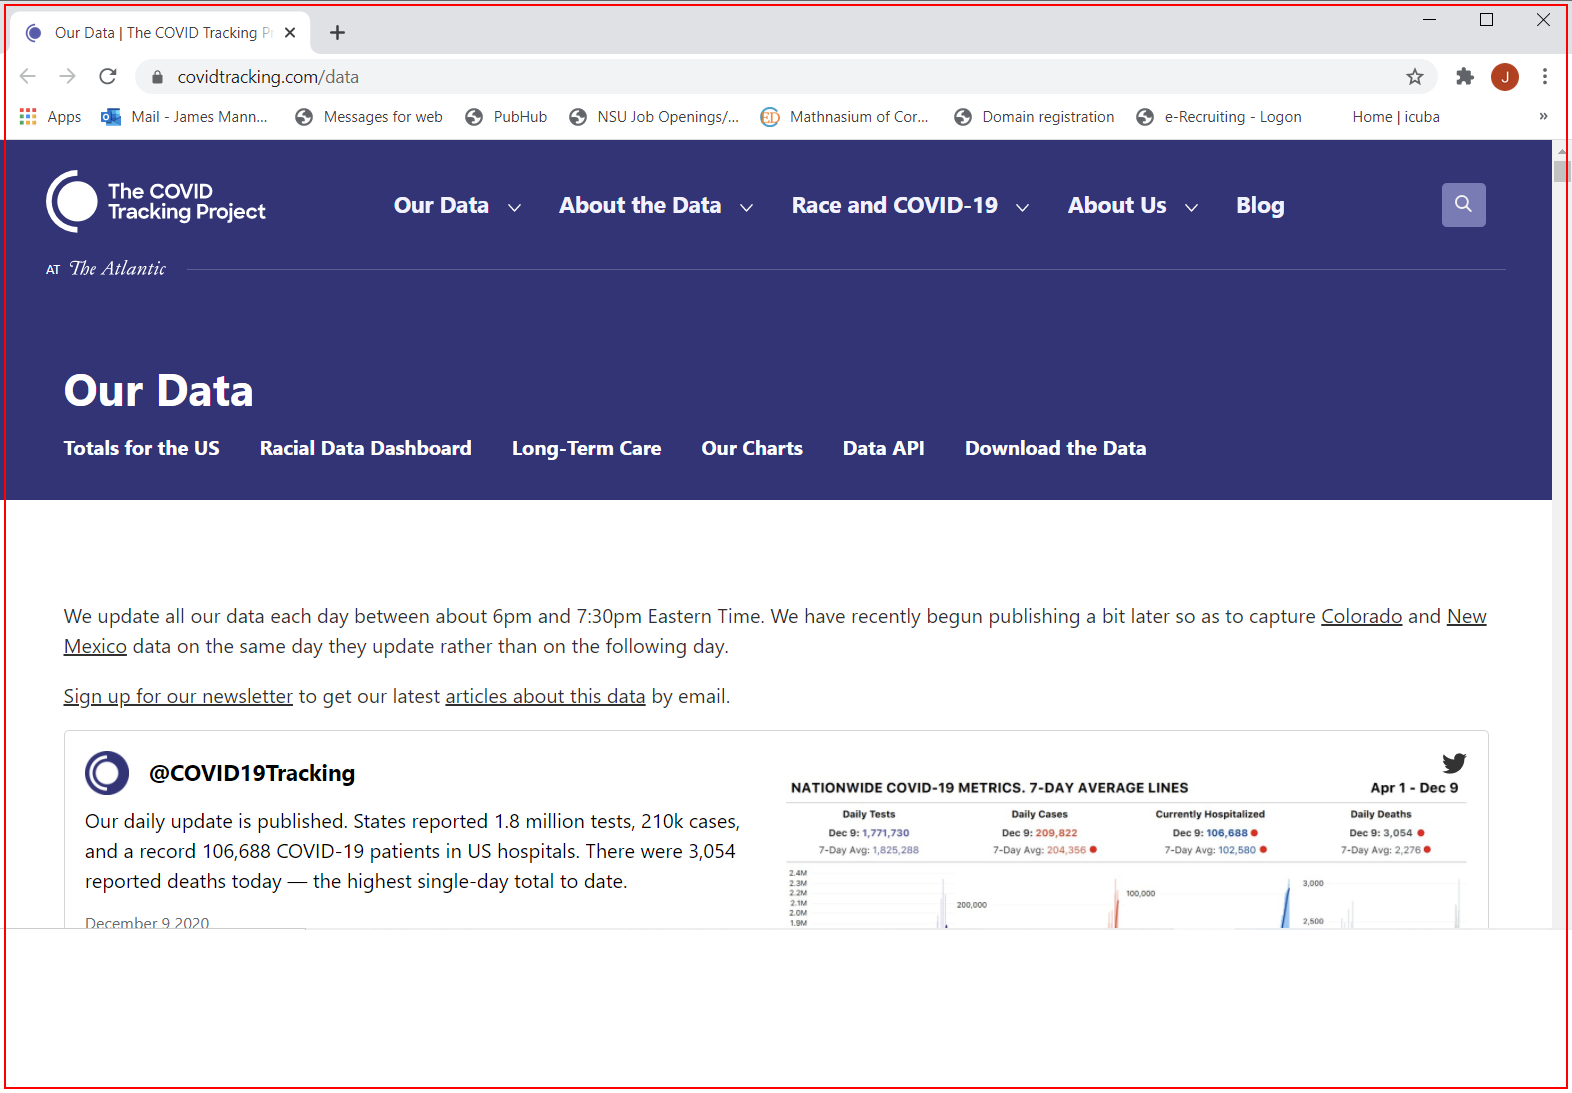 Our Data | The COVID Tracking P
covidtracking.com/data
J
Apps Mail - James Mann... Messages for web PubHub NSU Job Openings/... ED Mathnasium of Cor... Domain registration e-Recruiting - Logon Home | icuba »
The COVID
Tracking Project
Our Data About the Data Race and COVID-19 About Us Blog
AT The Atlantic
Our Data
Totals for the US Racial Data Dashboard Long-Term Care Our Charts Data API Download the Data
We update all our data each day between about 6pm and 7:30pm Eastern Time. We have recently begun publishing a bit later so as to capture Colorado and New
Mexico data on the same day they update rather than on the following day.
Sign up for our newsletter to get our latest articles about this data by email.
@COVID19Tracking
Our daily update is published. States reported 1.8 million tests, 210k cases,
and a record 106,688 COVID-19 patients in US hospitals. There were 3,054
reported deaths today — the highest single-day total to date.
December 9 2020
NATIONWIDE COVID-19 METRICS. 7-DAY AVERAGE LINES Apr 1 - Dec 9
Daily Tests Daily Cases Currently Hospitalized Daily Deaths
Dec 9: 1,771,730 Dec 9: 209,822 Dec 9: 106,688 Dec 9: 3,054
7-Day Avg: 1,825,288 7-Day Avg: 204,356 7-Day Avg: 102,580 7-Day Avg: 2,276
2.4M
2.3M
2.2M
2.1M
2.0M
1.9M
200,000
100,000
3,000
2,500